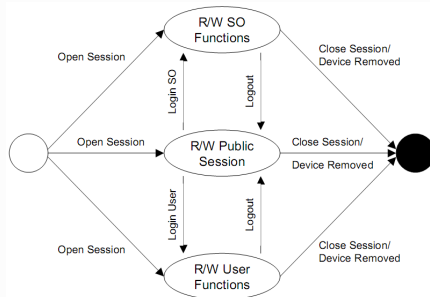 R/W SO
Functions
Close Session/
Device Removed
Open Session
Login SO
Logout
Open Session
R/W Public
Session
Close Session/
Device Removed
Login User
Logout
Open Session
R/W User
Functions
Close Session/
Device Removed